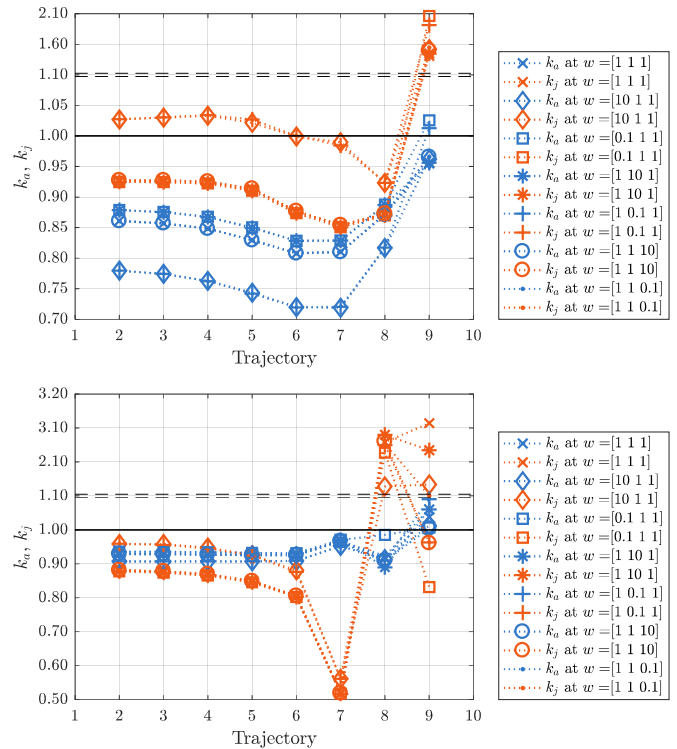 2.10
1.60
1.10
1.05
1.00
0.95
0.90
0.85
0.80
0.75
0.70
k_a, k_j
1 2 3 4 5 6 7 8 9 10
Trajectory
k_a at w =[1 1 1]
k_j at w =[1 1 1]
k_a at w =[10 1 1]
k_j at w =[10 1 1]
k_a at w =[0.1 1 1]
k_j at w =[0.1 1 1]
k_a at w =[1 10 1]
k_j at w =[1 10 1]
k_a at w =[1 0.1 1]
k_j at w =[1 0.1 1]
k_a at w =[1 1 10]
k_j at w =[1 1 10]
k_a at w =[1 1 0.1]
k_j at w =[1 1 0.1]
3.20
3.10
2.10
1.10
1.00
0.90
0.80
0.70
0.60
0.50
k_a, k_j
1 2 3 4 5 6 7 8 9 10
Trajectory
k_a at w =[1 1 1]
k_j at w =[1 1 1]
k_a at w =[10 1 1]
k_j at w =[10 1 1]
k_a at w =[0.1 1 1]
k_j at w =[0.1 1 1]
k_a at w =[1 10 1]
k_j at w =[1 10 1]
k_a at w =[1 0.1 1]
k_j at w =[1 0.1 1]
k_a at w =[1 1 10]
k_j at w =[1 1 10]
k_a at w =[1 1 0.1]
k_j at w =[1 1 0.1]